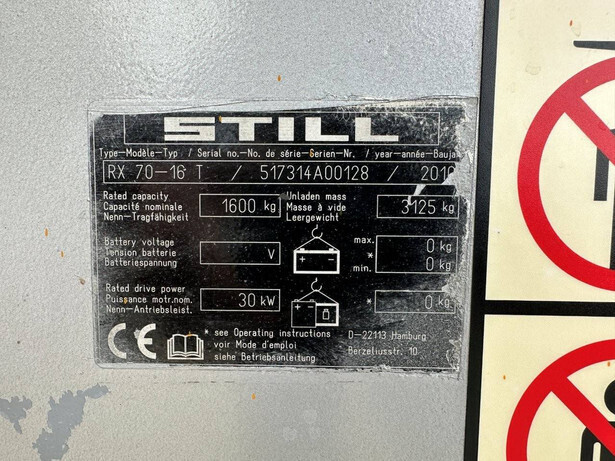 STILL
Type-Modèle-Typ / Serial no.-No. de série-Serien-Nr. / year-année-Baujah
RX 70-16 T / 517314A00128 / 2010
Rated capacity
Capacité nominale
Nenn-Tragfähigkeit
1600 kg
Unladen mass
Masse à vide
Leergewicht
3125 kg
Battery voltage
Tension batterie
Batteriespannung
V
max. 0 kg
*
min. 0 kg
Rated drive power
Puissance motr.nom.
Nenn-Antriebsleist.
30 kW
* 0 kg
CE
* see Operating instructions
voir Mode d'emploi
siehe Betriebsanleitung
D-22113 Hamburg
Berzeliusstr. 10